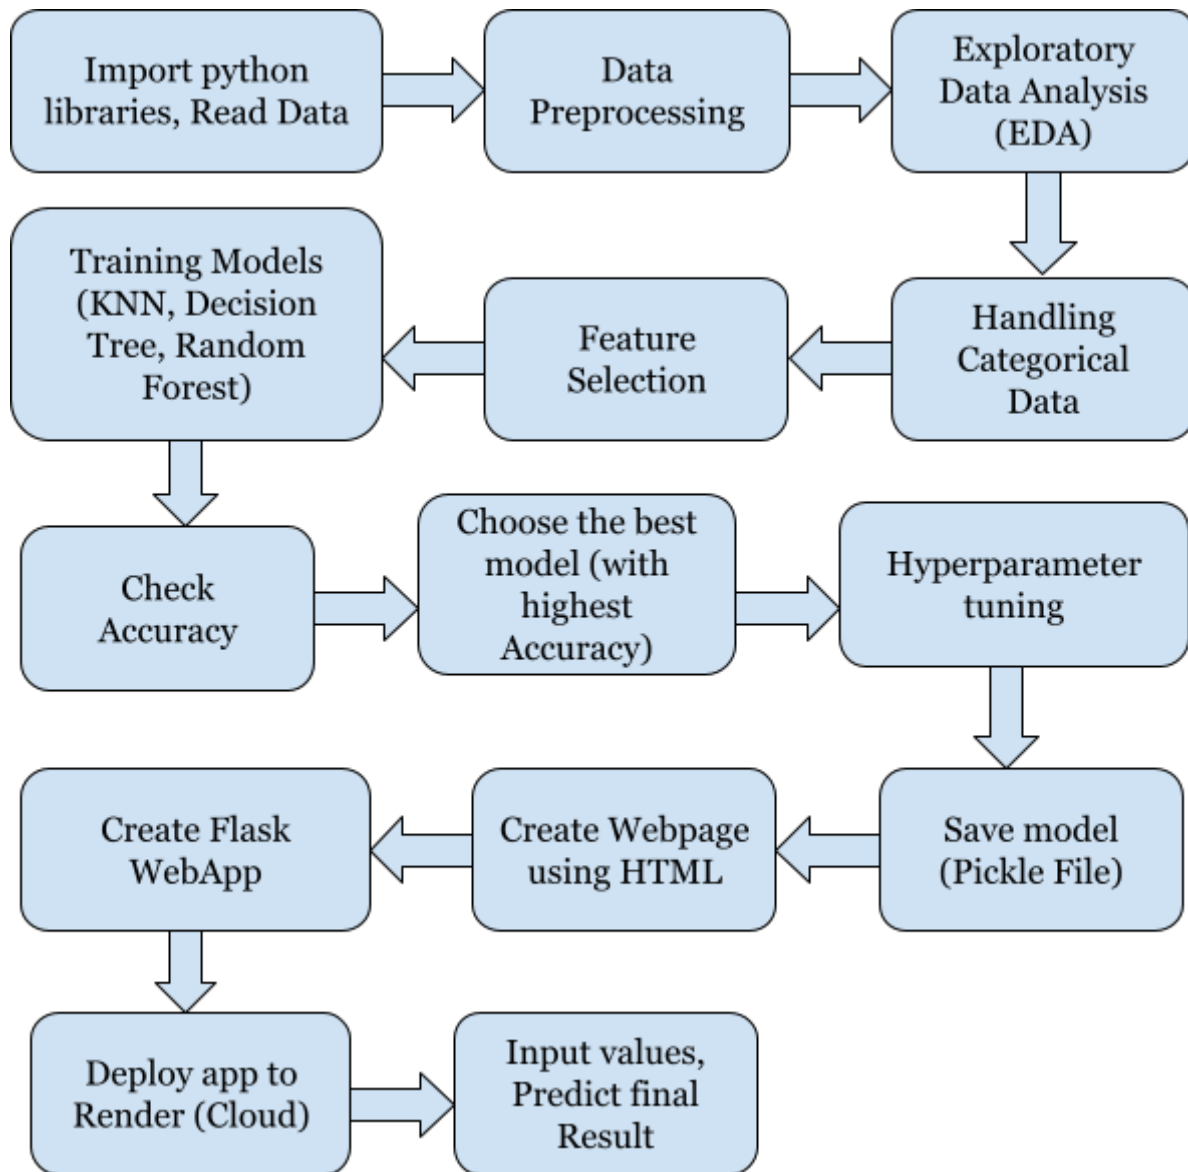 Import python
libraries, Read Data
Data
Preprocessing
Exploratory
Data Analysis
(EDA)
Handling
Categorical
Data
Feature
Selection
Training Models
(KNN, Decision
Tree, Random
Forest)
Check
Accuracy
Choose the best
model (with
highest
Accuracy)
Hyperparameter
tuning
Save model
(Pickle File)
Create Webpage
using HTML
Create Flask
WebApp
Deploy app to
Render (Cloud)
Input values,
Predict final
Result